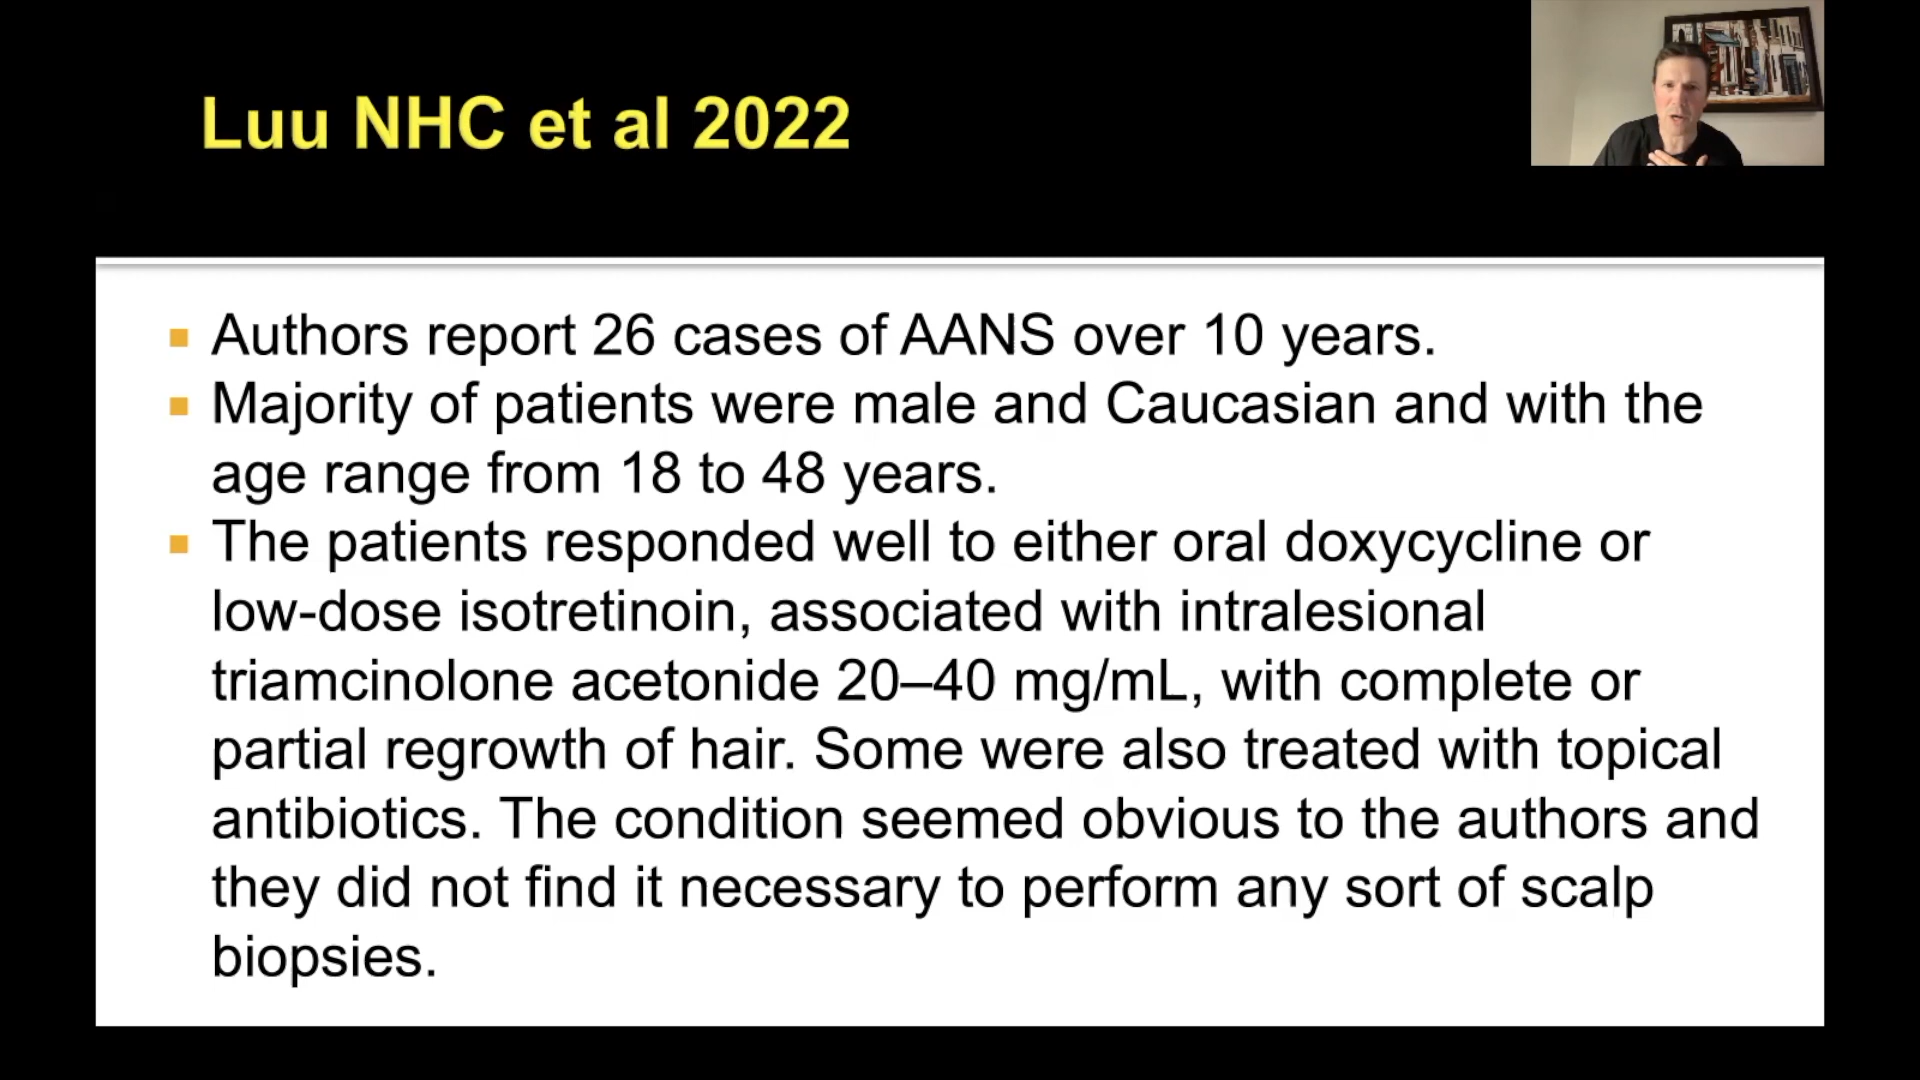 Luu NHC et al 2022
Authors report 26 cases of AANS over 10 years.
Majority of patients were male and Caucasian and with the
age range from 18 to 48 years.
The patients responded well to either oral doxycycline or
low-dose isotretinoin, associated with intralesional
triamcinolone acetonide 20–40 mg/mL, with complete or
partial regrowth of hair. Some were also treated with topical
antibiotics. The condition seemed obvious to the authors and
they did not find it necessary to perform any sort of scalp
biopsies.